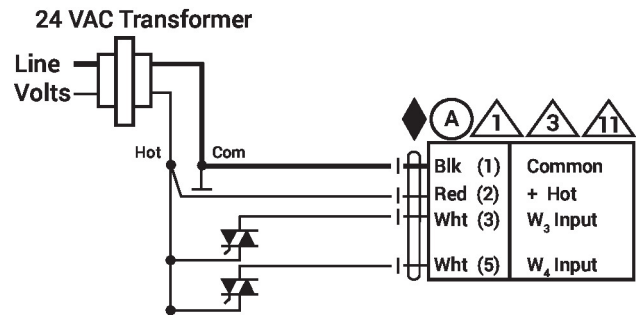 24 VAC Transformer
Line
Volts
Hot
Com
A 1 3 11
Blk (1) Common
Red (2) + Hot
Wht (3) W₃ Input
Wht (5) W₄ Input